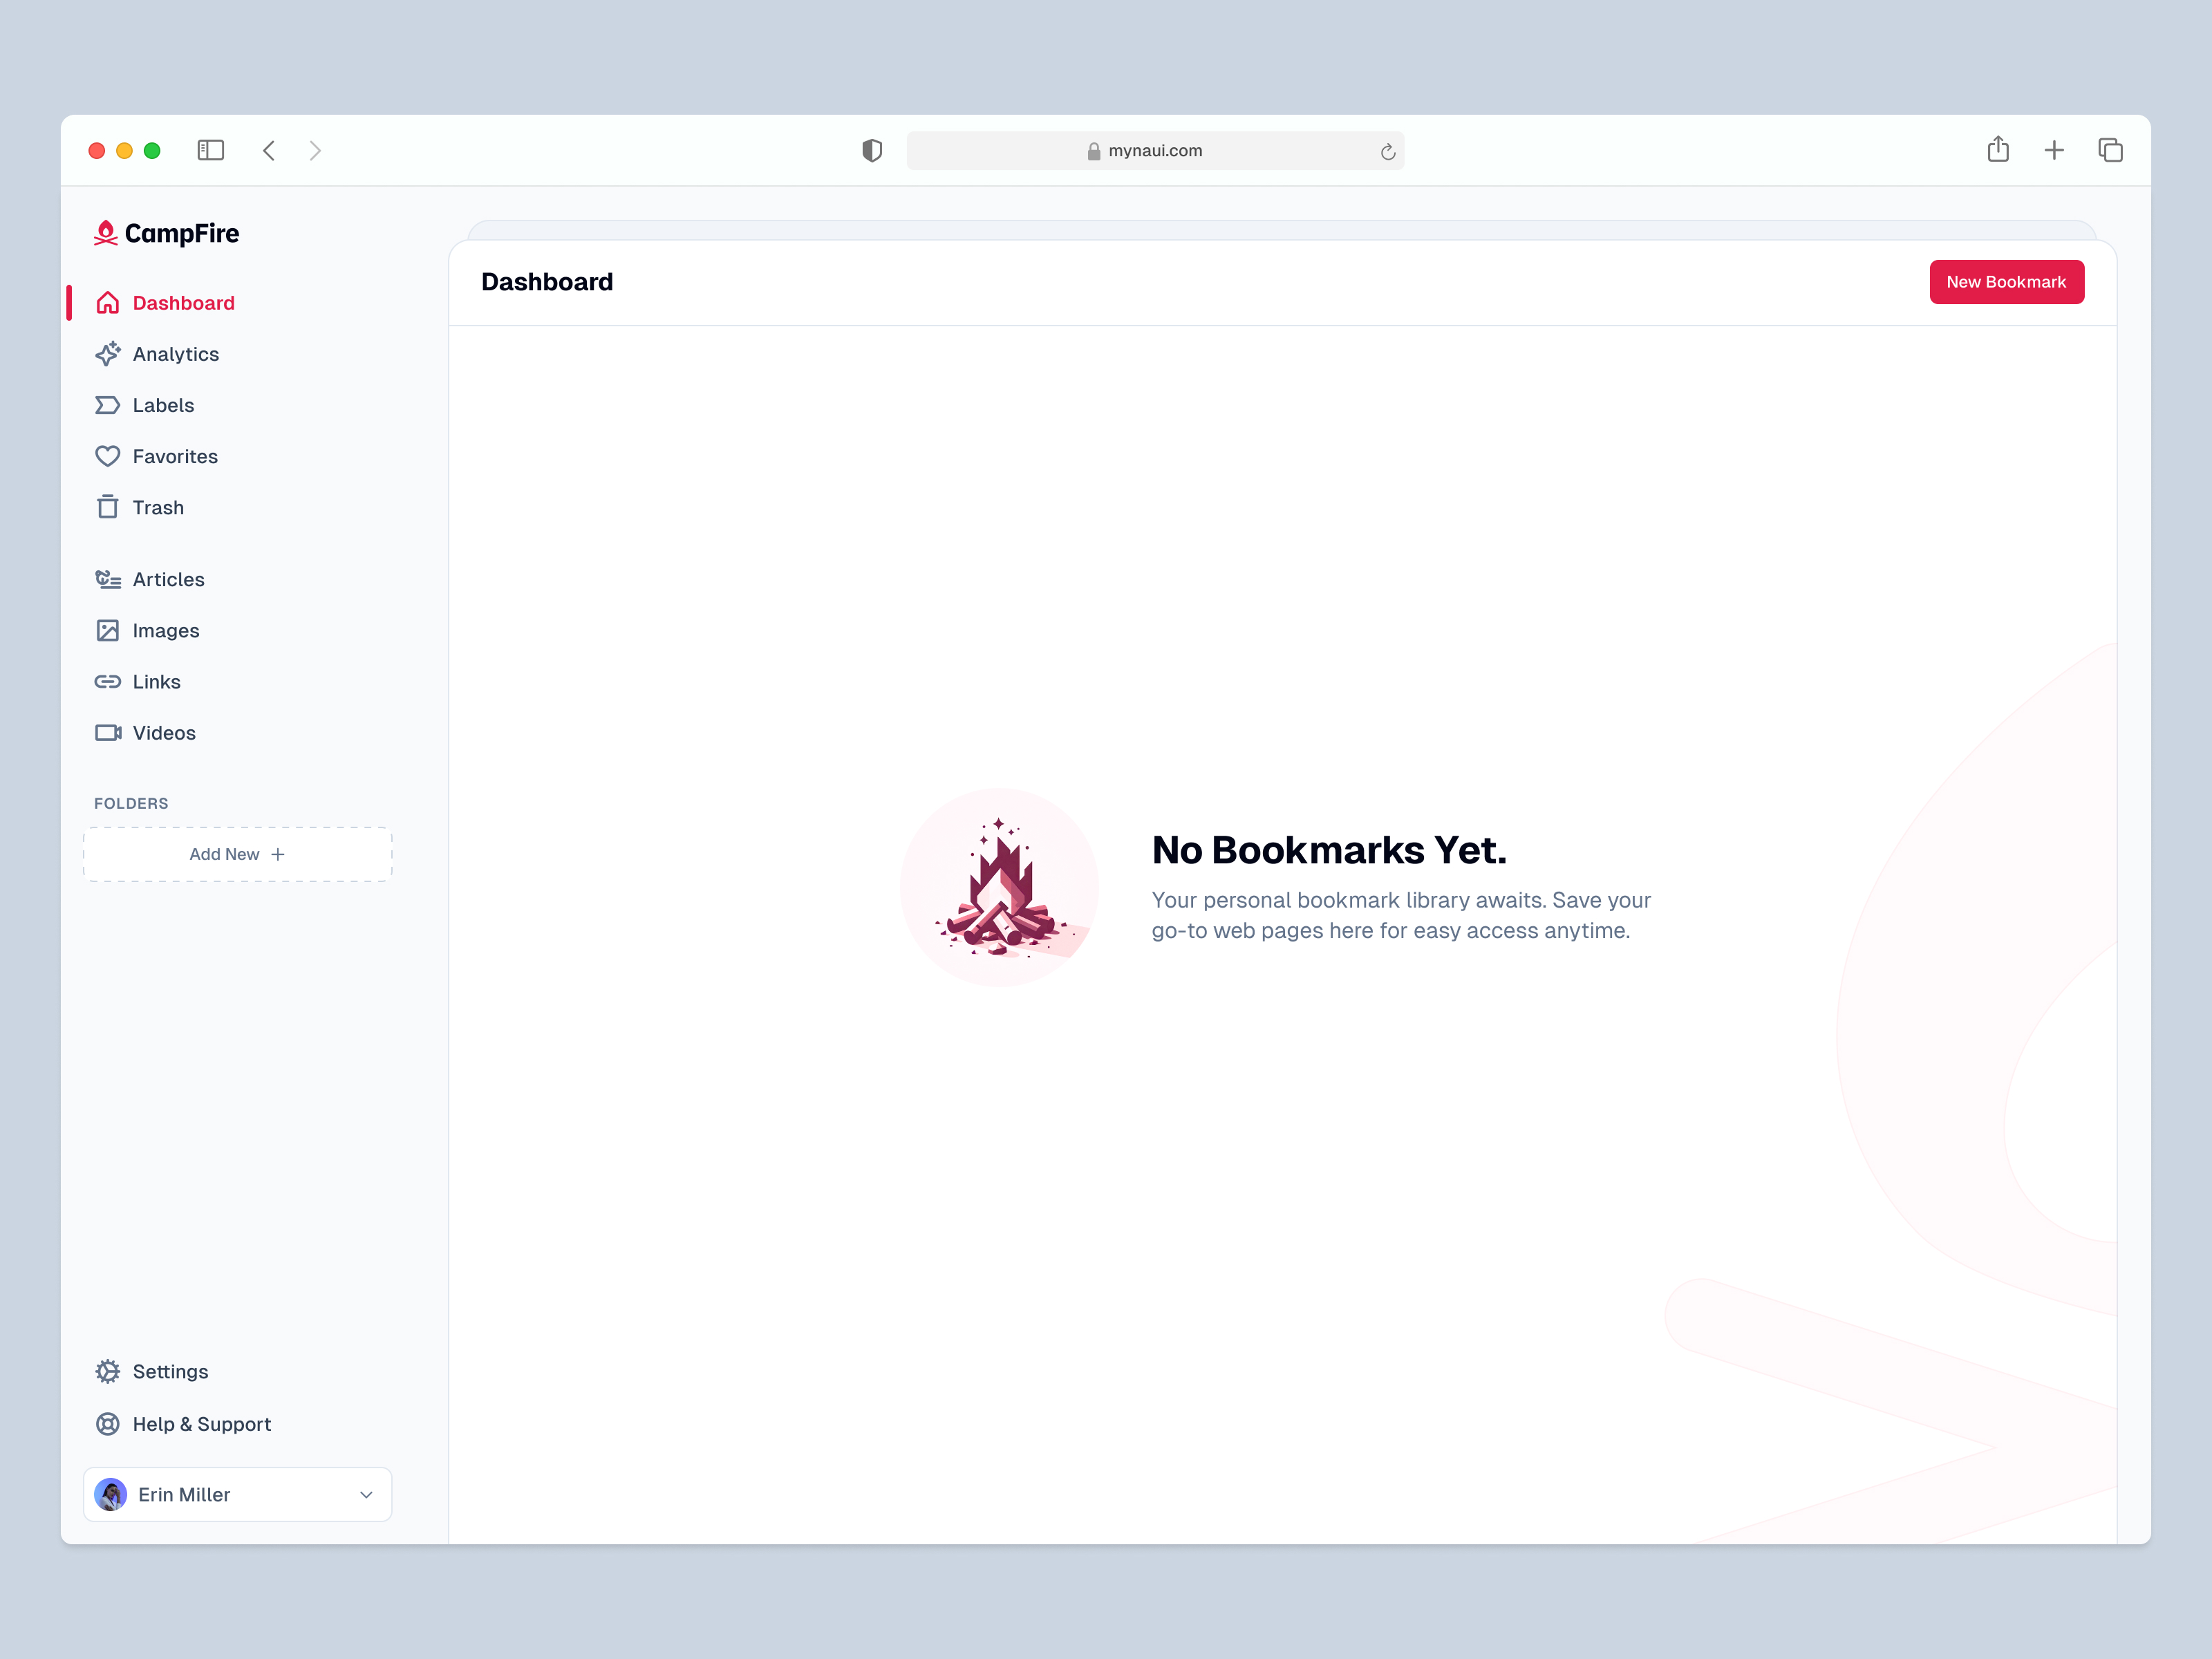 mynaui.com
CampFire
Dashboard
Analytics
Labels
Favorites
Trash
Articles
Images
Links
Videos
FOLDERS
Add New
Settings
Help & Support
Erin Miller
Dashboard
New Bookmark
No Bookmarks Yet.
Your personal bookmark library awaits. Save your
go-to web pages here for easy access anytime.